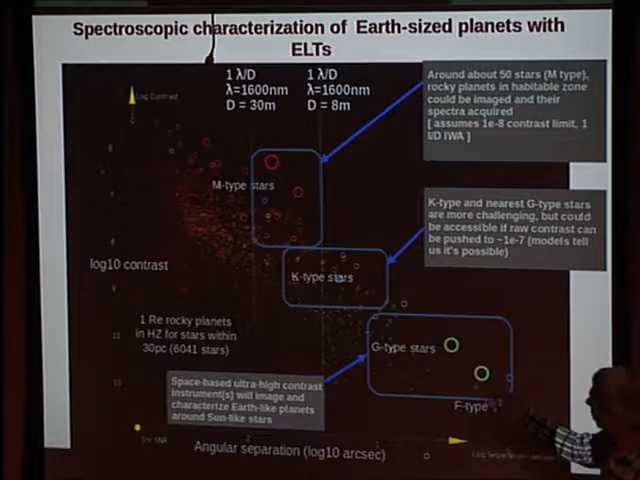 Spectroscopic characterization of Earth-sized planets with
ELTs
1 λ/D
λ=1600nm
D = 30m
1 λ/D
λ=1600nm
D = 8m
Around about 50 stars (M type),
rocky planets in habitable zone
could be imaged and their
spectra acquired
[ assumes 1e-8 contrast limit, 1
l/D IWA ]
Log Contrast
M-type stars
K-type and nearest G-type stars
are more challenging, but could
be accessible if raw contrast can
be pushed to ~1e-7 (models tell
us it's possible)
log10 contrast
K-type stars
1 Re rocky planets
in HZ for stars within
30pc (6041 stars)
G-type stars
Space-based ultra-high contrast
instrument(s) will image and
characterize Earth-like planets
around Sun-like stars
F-type
Angular separation (log10 arcsec)